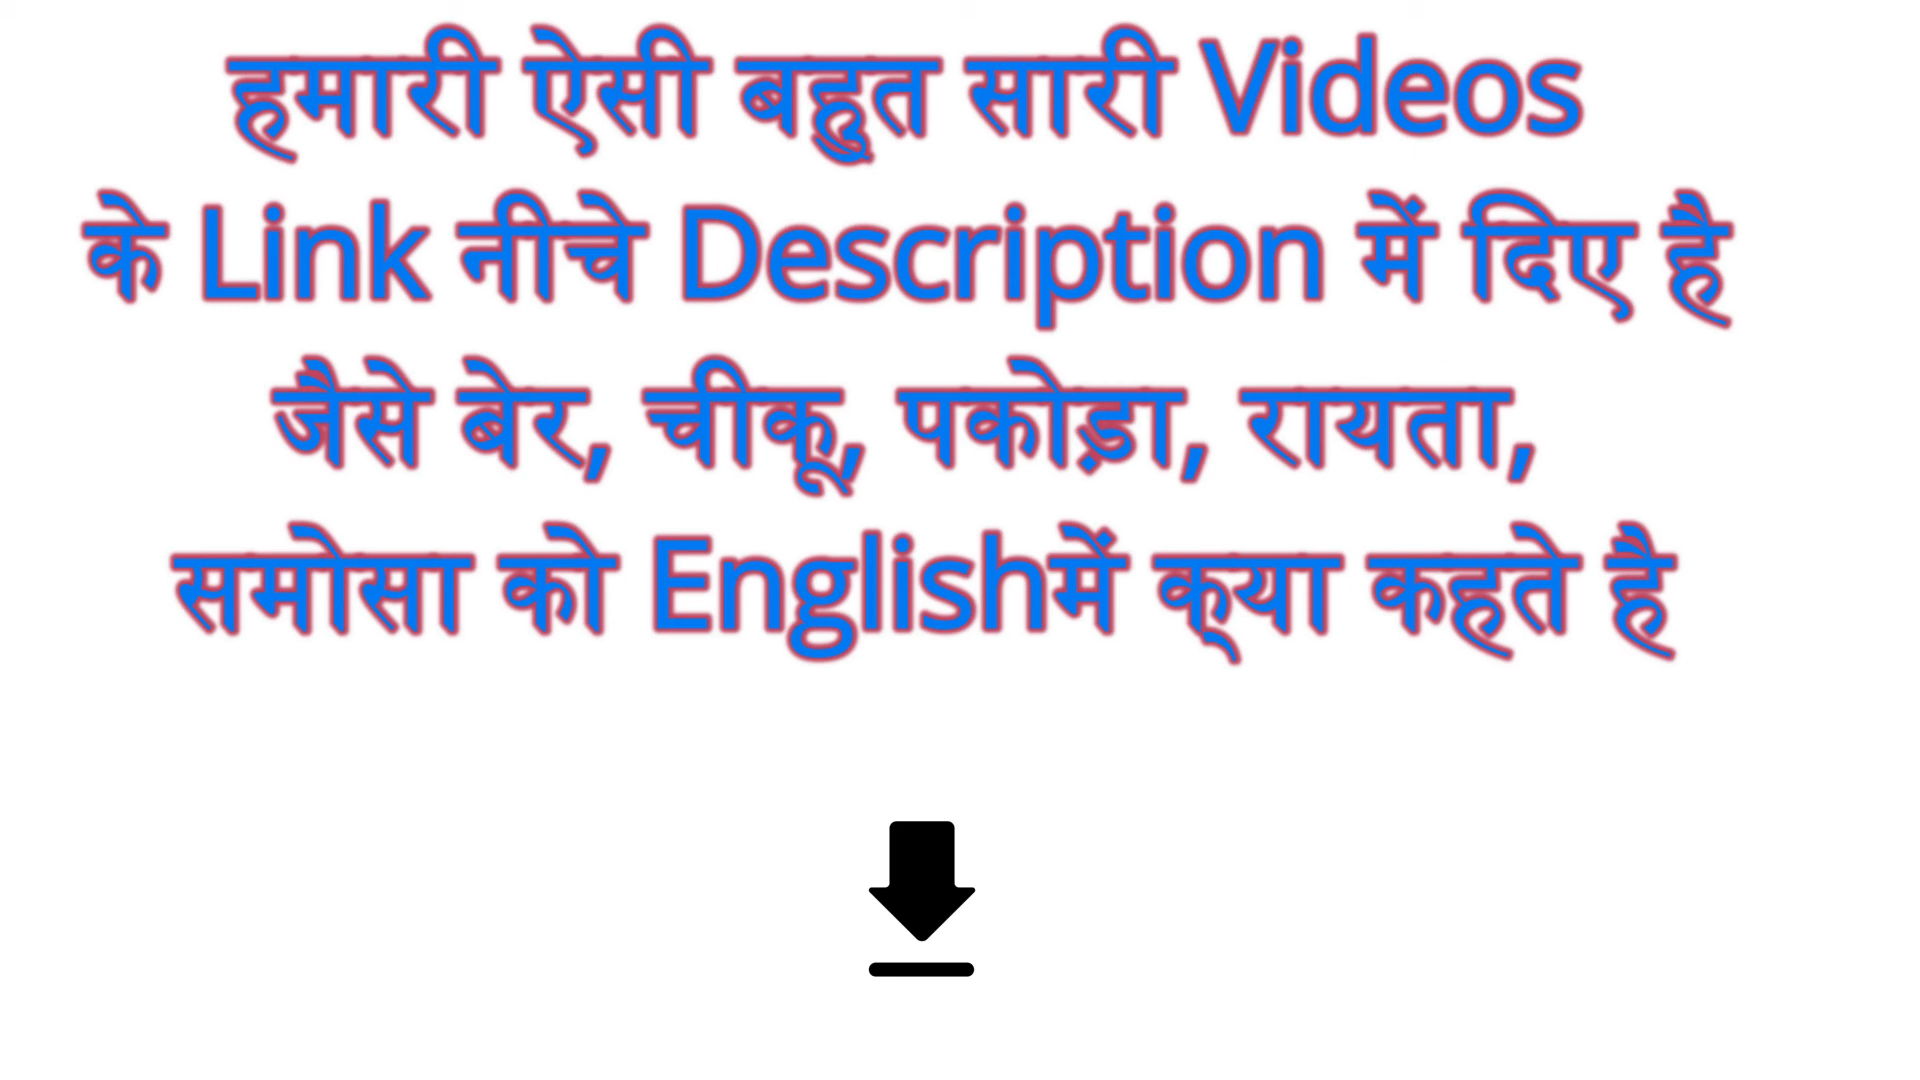 हमारी ऐसी बहुत सारी Videos
के Link नीचे Description में दिए है
जैसे बेर, चीकू, पकोड़ा, रायता,
समोसा को Englishमें क्‌या कहते है